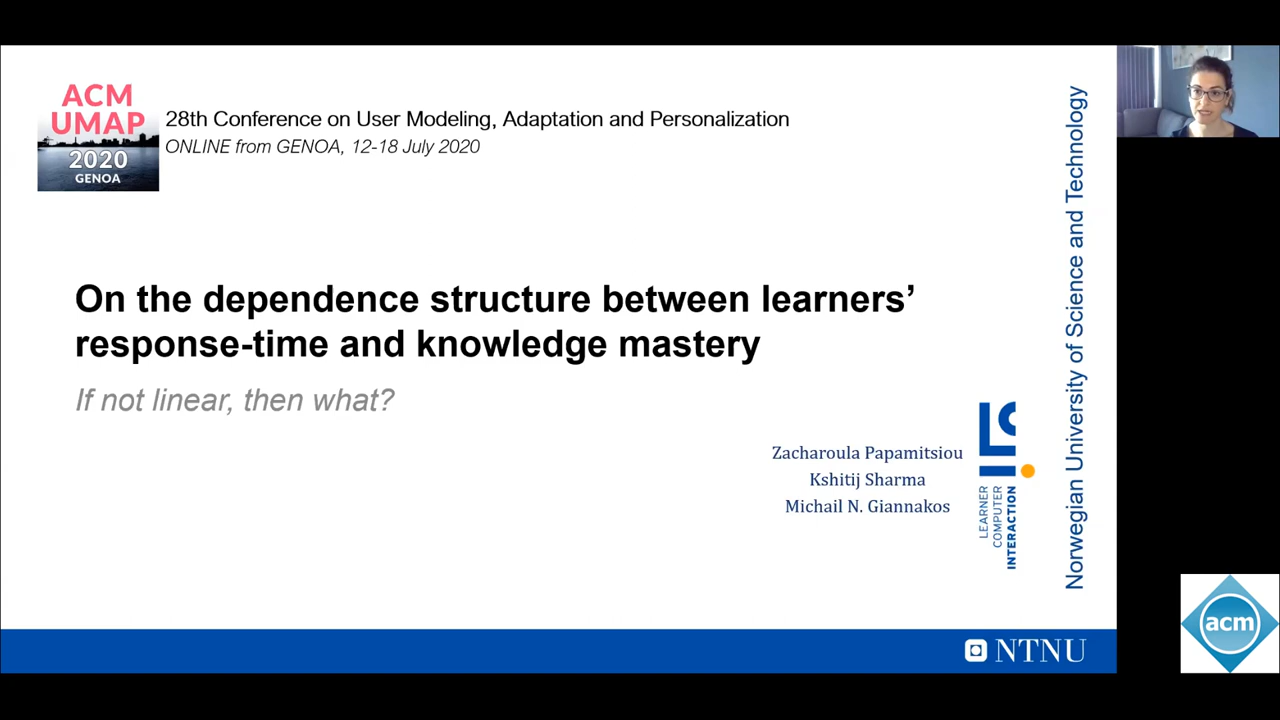 ACM
UMAP
2020
GENOA
28th Conference on User Modeling, Adaptation and Personalization
ONLINE from GENOA, 12-18 July 2020
On the dependence structure between learners’
response-time and knowledge mastery
If not linear, then what?
Zacharoula Papamitsiou
Kshitij Sharma
Michail N. Giannakos
LEARNER
COMPUTER
INTERACTION
Norwegian University of Science and Technology
NTNU
acm